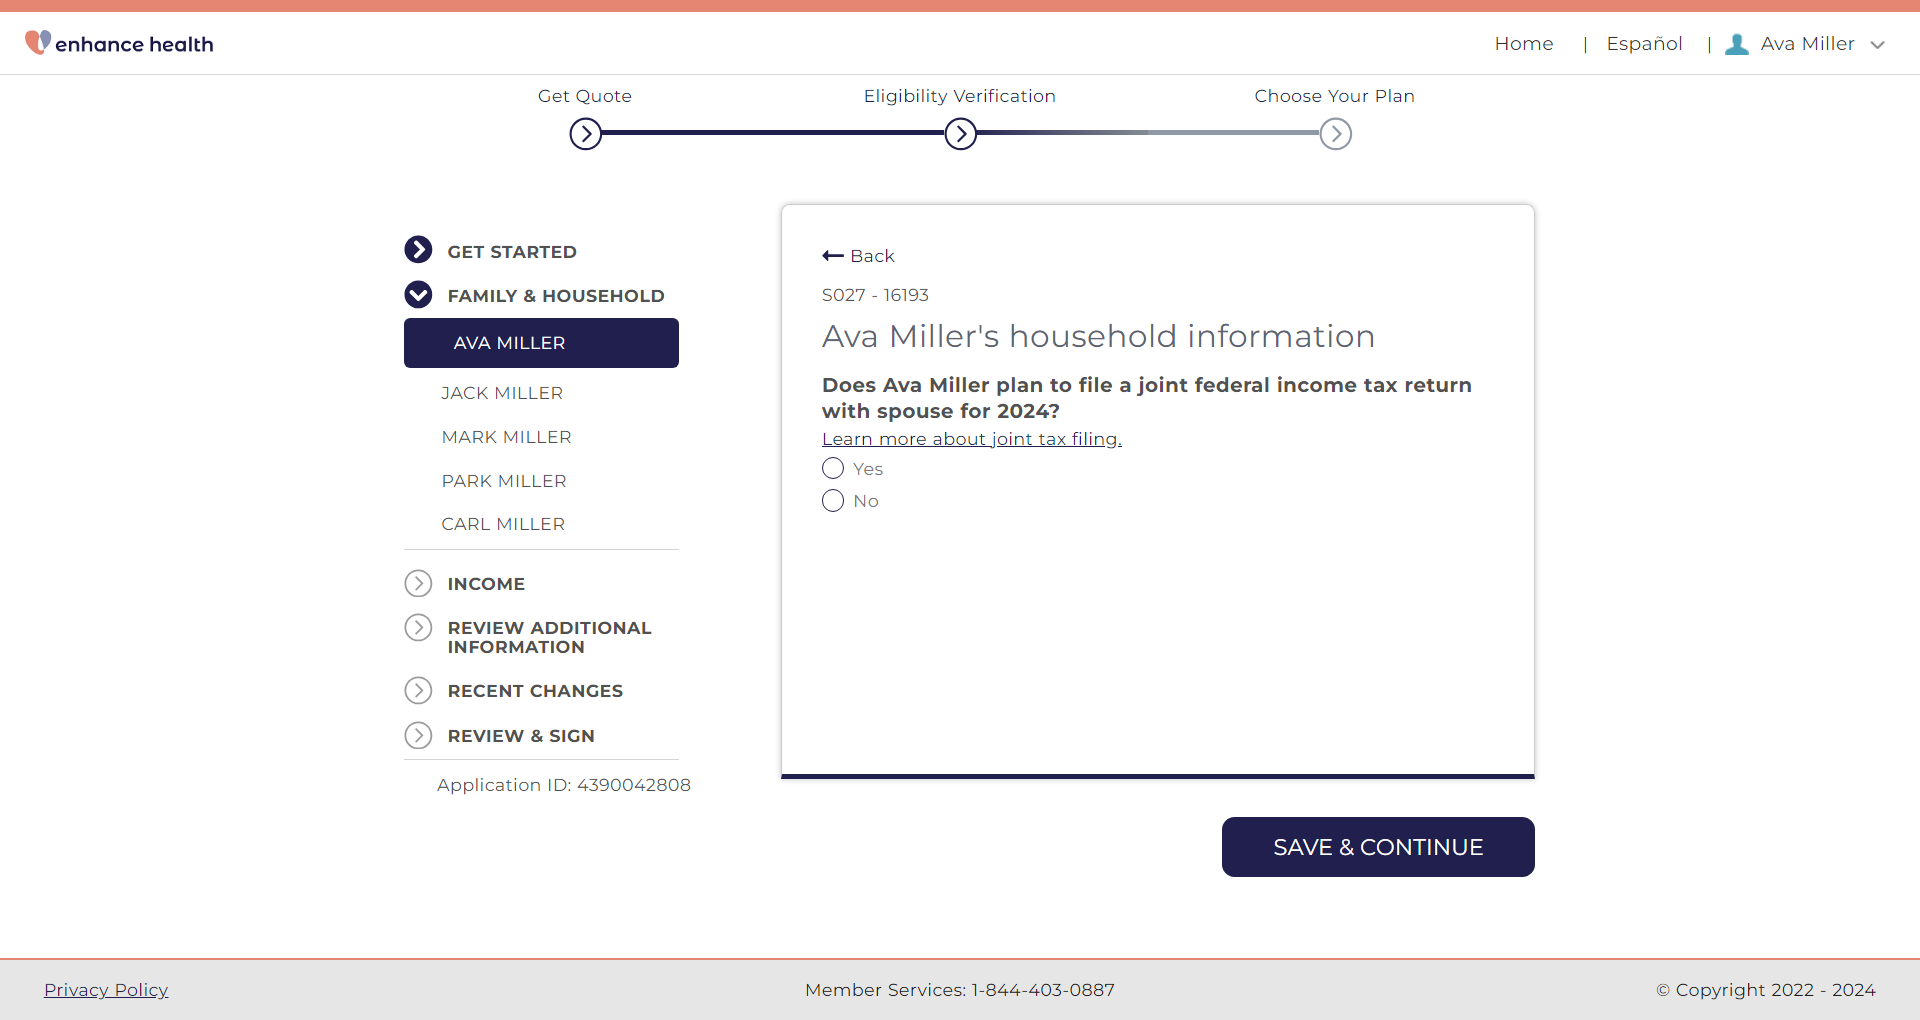 enhance health
Home | Español | Ava Miller
Get Quote
Eligibility Verification
Choose Your Plan
GET STARTED
FAMILY & HOUSEHOLD
AVA MILLER
JACK MILLER
MARK MILLER
PARK MILLER
CARL MILLER
INCOME
REVIEW ADDITIONAL
INFORMATION
RECENT CHANGES
REVIEW & SIGN
Application ID: 4390042808
Back
S027 - 16193
Ava Miller's household information
Does Ava Miller plan to file a joint federal income tax return
with spouse for 2024?
Learn more about joint tax filing.
Yes
No
SAVE & CONTINUE
Privacy Policy
Member Services: 1-844-403-0887
© Copyright 2022 - 2024